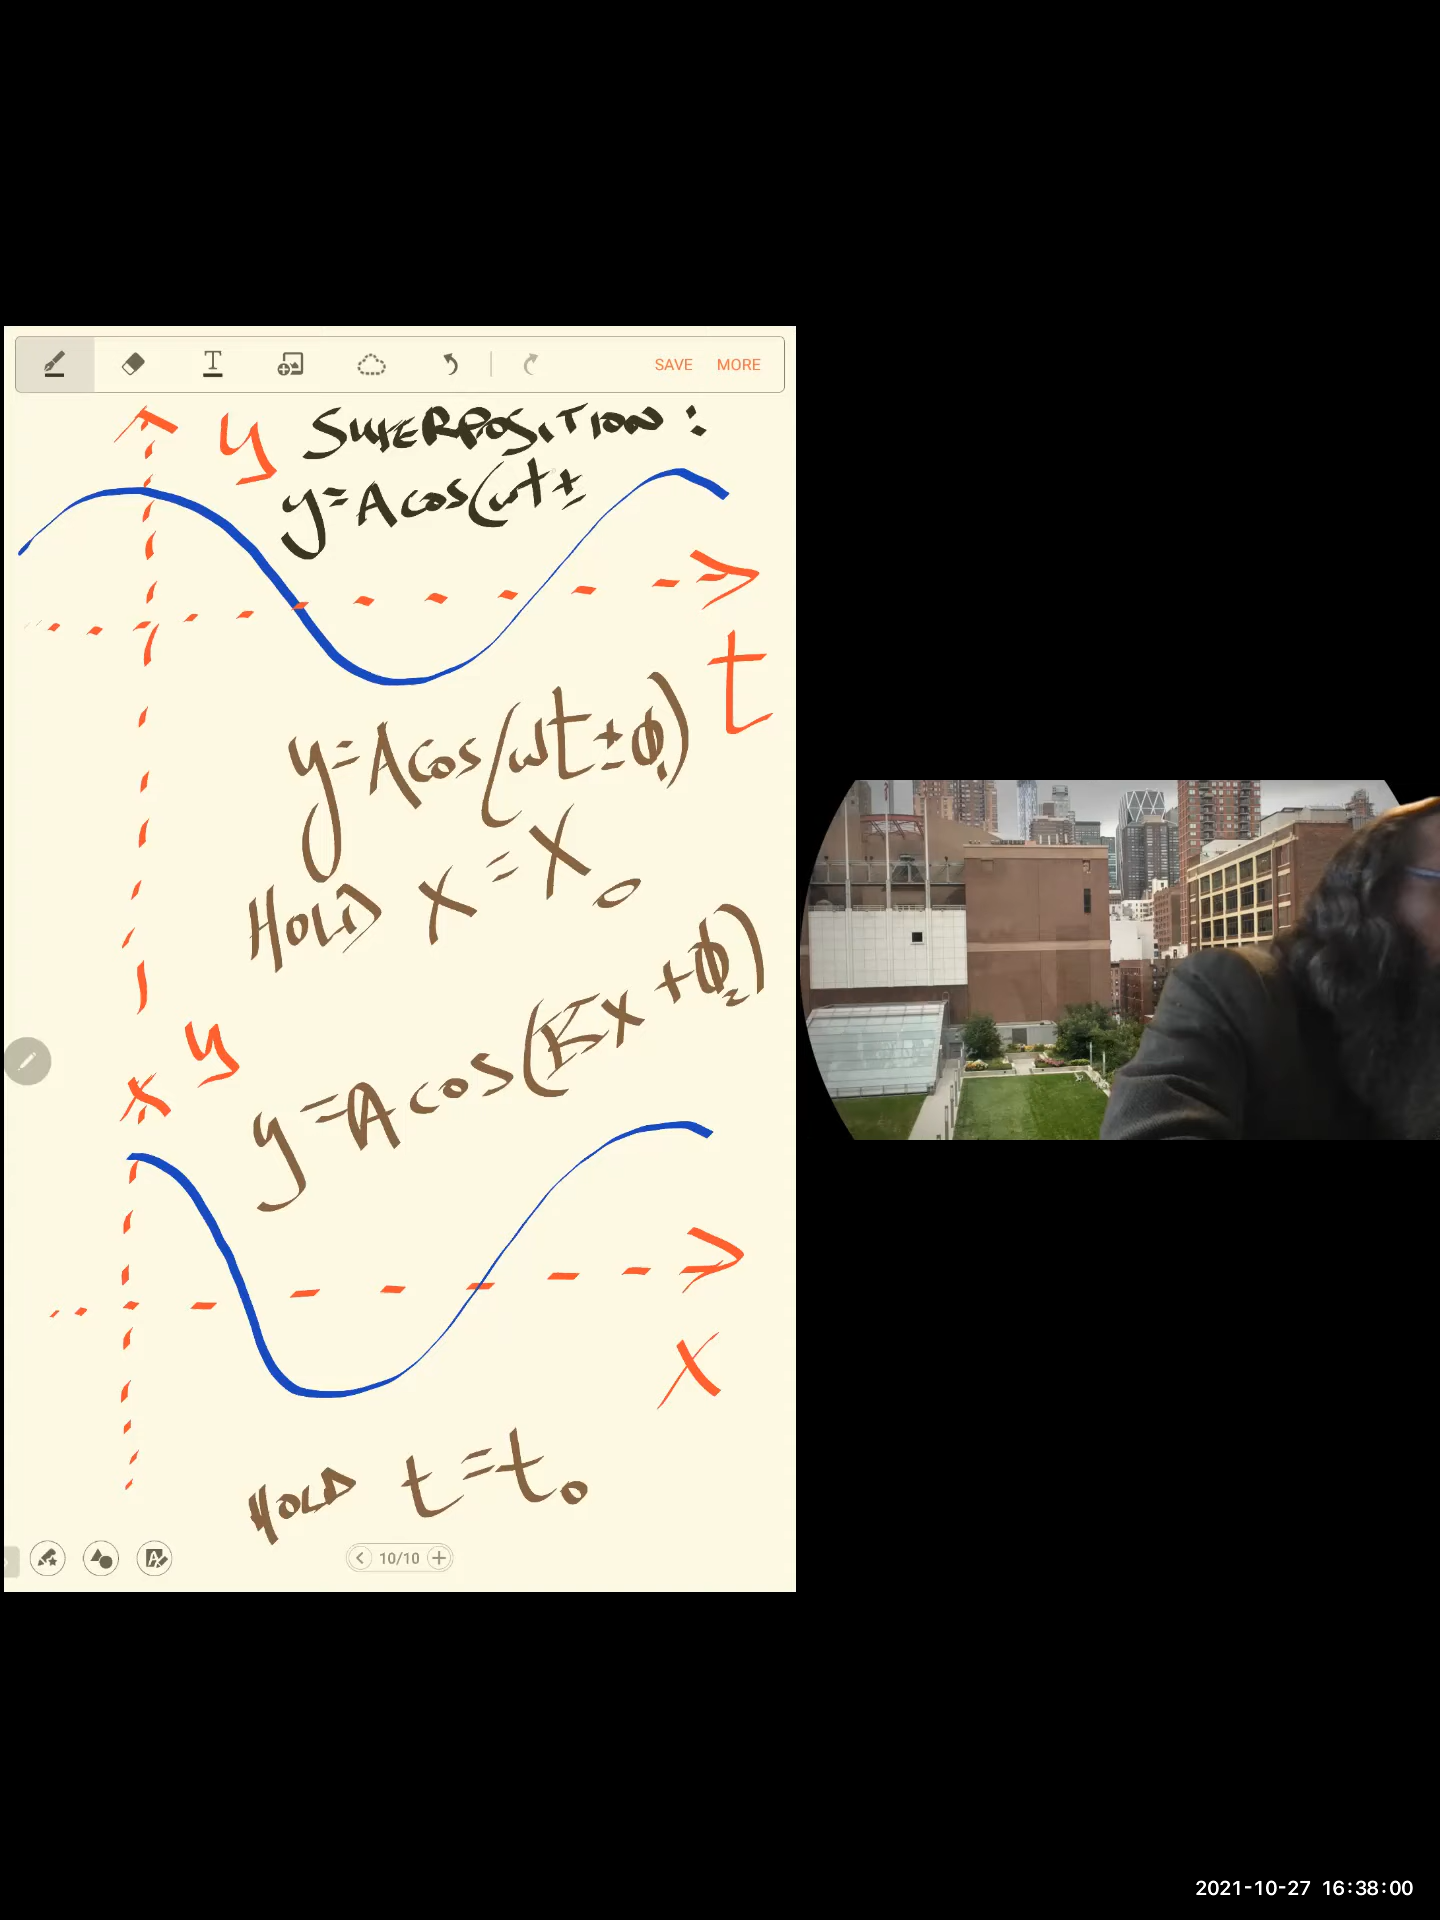 SAVE MORE
y SUPERPOSITION:
y=Acos(ωt±
t
y=Acos(ωt±ϕ₁)
HOLD x=x₀
y=Acos(Kx+ϕ₂)
y
x
HOLD t=t₀
10/10
2021-10-27 16:38:00